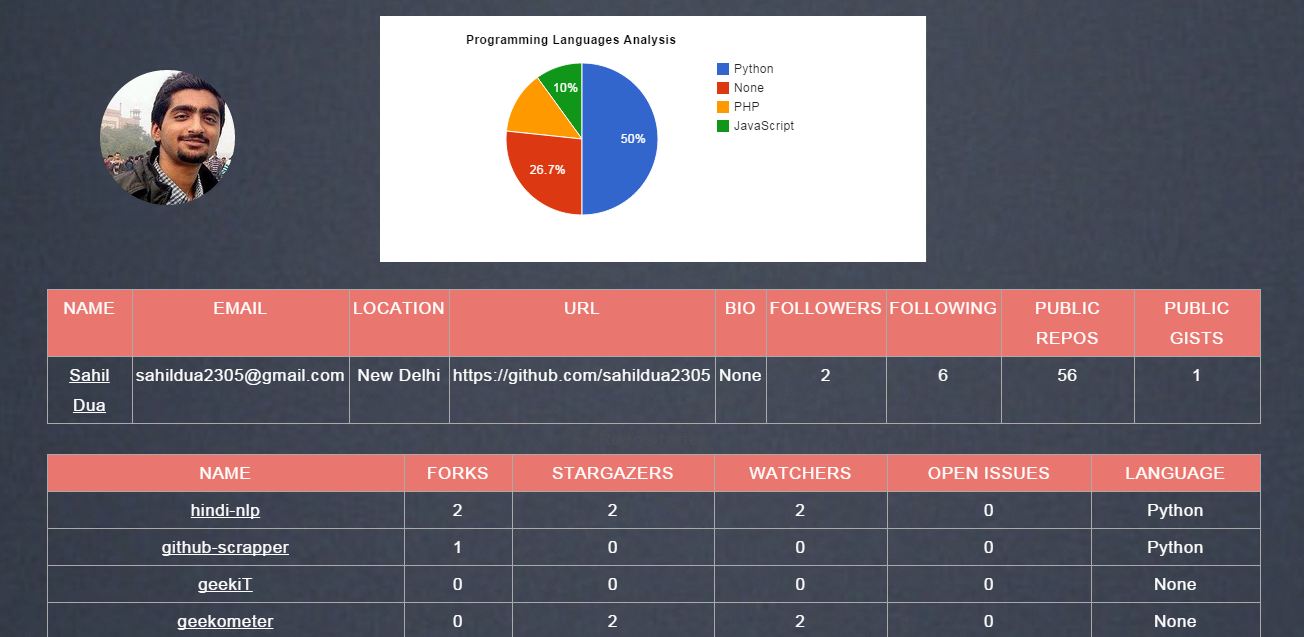 Programming Languages Analysis
Python
None
PHP
JavaScript
10%
50%
26.7%
NAME EMAIL LOCATION URL BIO FOLLOWERS FOLLOWING PUBLIC REPOS PUBLIC GISTS
Sahil Dua sahildua2305@gmail.com New Delhi https://github.com/sahildua2305 None 2 6 56 1
NAME FORKS STARGAZERS WATCHERS OPEN ISSUES LANGUAGE
hindi-nlp 2 2 2 0 Python
github-scrapper 1 0 0 0 Python
geekiT 0 0 0 0 None
geekometer 0 2 2 0 None